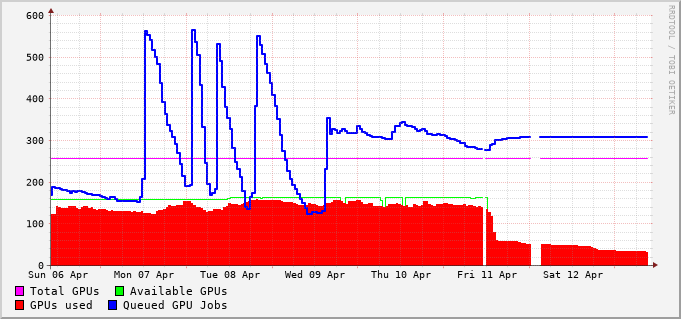 600
500
400
300
200
100
0
Sun 06 Apr Mon 07 Apr Tue 08 Apr Wed 09 Apr Thu 10 Apr Fri 11 Apr Sat 12 Apr
Total GPUs Available GPUs
GPUs used Queued GPU Jobs
RRDTOOL / TOBI OETIKER